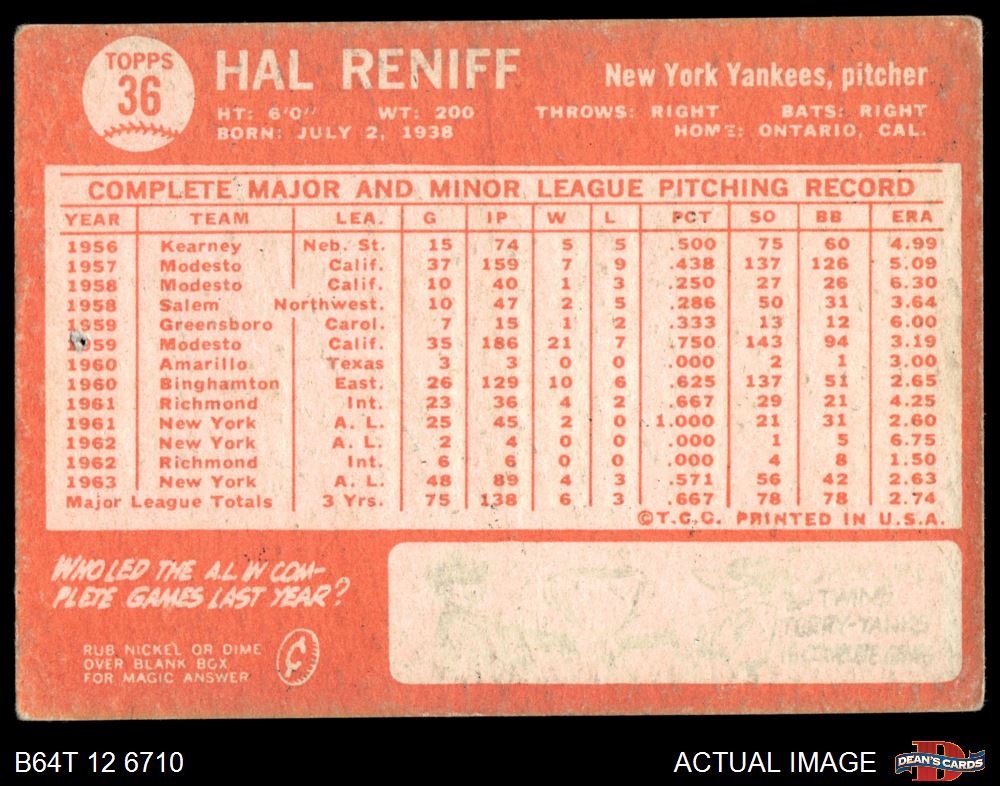 TOPPS
36
HAL RENIFF
New York Yankees, pitcher
HT: 6'0" WT: 200 THROWS: RIGHT BATS: RIGHT
BORN: JULY 2, 1938 HOME: ONTARIO, CAL.
COMPLETE MAJOR AND MINOR LEAGUE PITCHING RECORD
YEAR TEAM LEA. G IP W L PCT SO BB ERA
1956 Kearney Neb. St. 15 74 5 5 .500 75 60 4.99
1957 Modesto Calif. 37 159 7 9 .438 137 126 5.09
1958 Modesto Calif. 10 40 1 3 .250 27 26 6.30
1958 Salem Northwest. 10 47 2 5 .286 50 31 3.64
1959 Greensboro Carol. 7 15 1 2 .333 13 12 6.00
1959 Modesto Calif. 35 186 21 7 .750 143 94 3.19
1960 Amarillo Texas 3 3 0 0 .000 2 1 3.00
1960 Binghamton East. 26 129 10 6 .625 137 51 2.65
1961 Richmond Int. 23 36 4 2 .667 29 21 4.25
1961 New York A. L. 25 45 2 0 1.000 21 31 2.60
1962 New York A. L. 2 4 0 0 .000 1 5 6.75
1962 Richmond Int. 6 6 0 0 .000 4 8 1.50
1963 New York A. L. 48 89 4 3 .571 56 42 2.63
Major League Totals 3 Yrs. 75 138 6 3 .667 78 78 2.74
©T.C.G. PRINTED IN U.S.A.
WHO LED THE A.L IN COM-
PLETE GAMES LAST YEAR?
RUB NICKEL OR DIME
OVER BLANK BOX
FOR MAGIC ANSWER
¢
TWINS
TERRY-YANKS
B64T 12 6710
ACTUAL IMAGE
D
DEAN'S CARDS